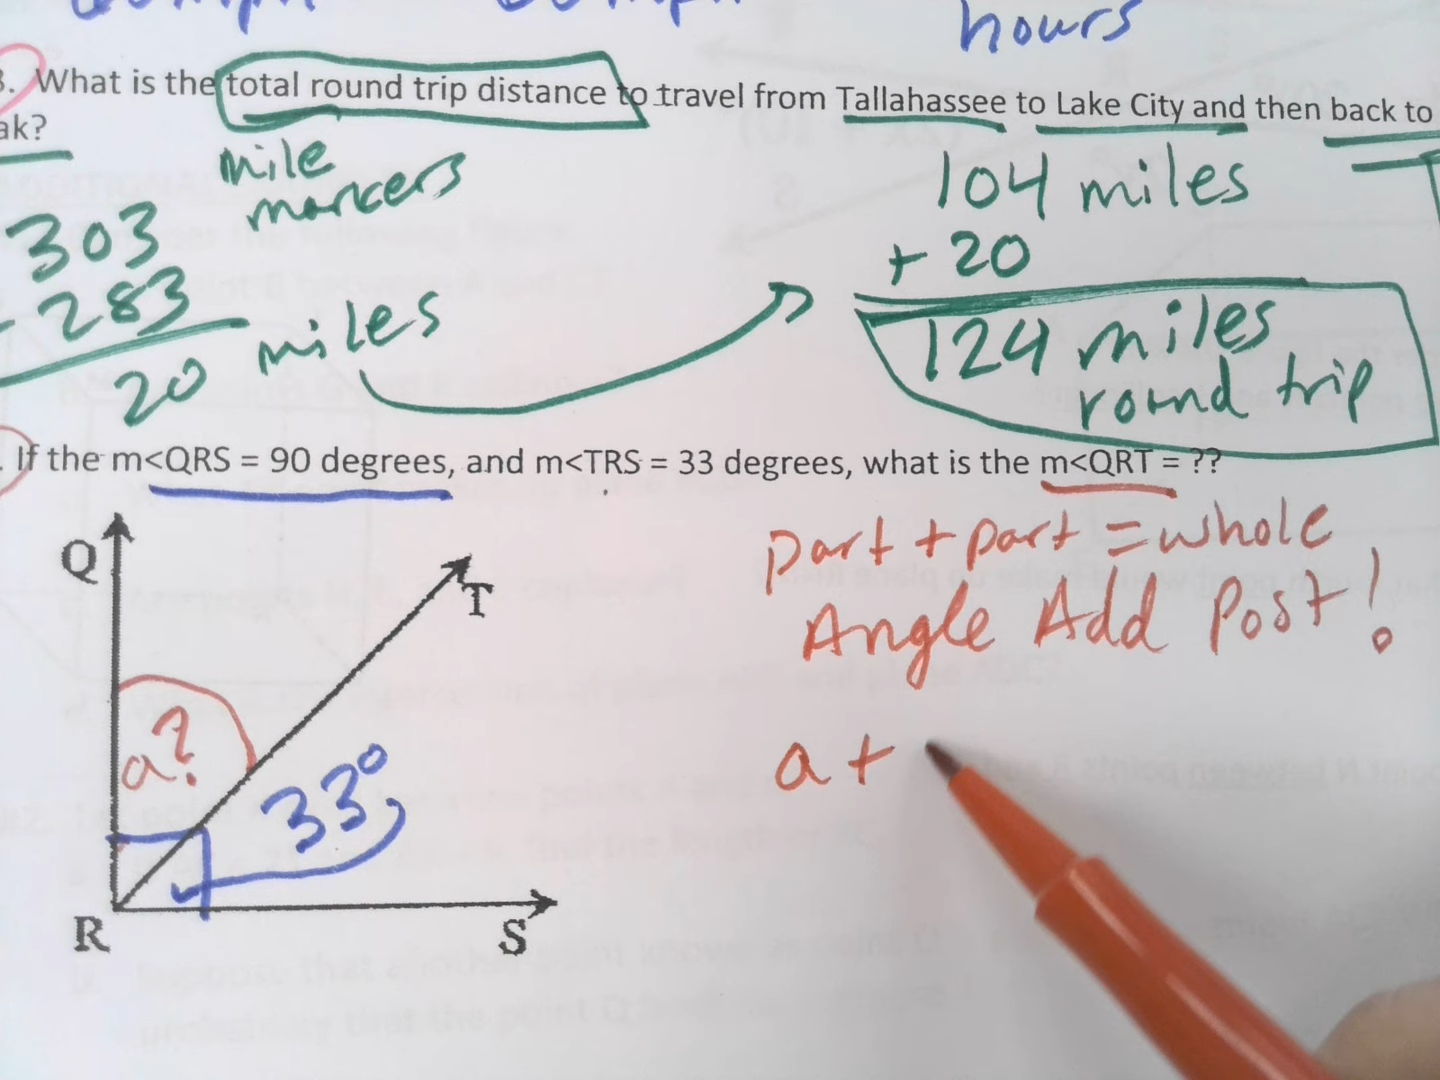 hours
3. What is the total round trip distance to travel from Tallahassee to Lake City and then back to
ak?
mile
markers
303
- 283
20 miles
104 miles
+ 20
124 miles
round trip
. If the m<QRS = 90 degrees, and m<TRS = 33 degrees, what is the m<QRT = ??
part + part = whole
Angle Add Post!
a +
Q
T
a?
33°
R
S